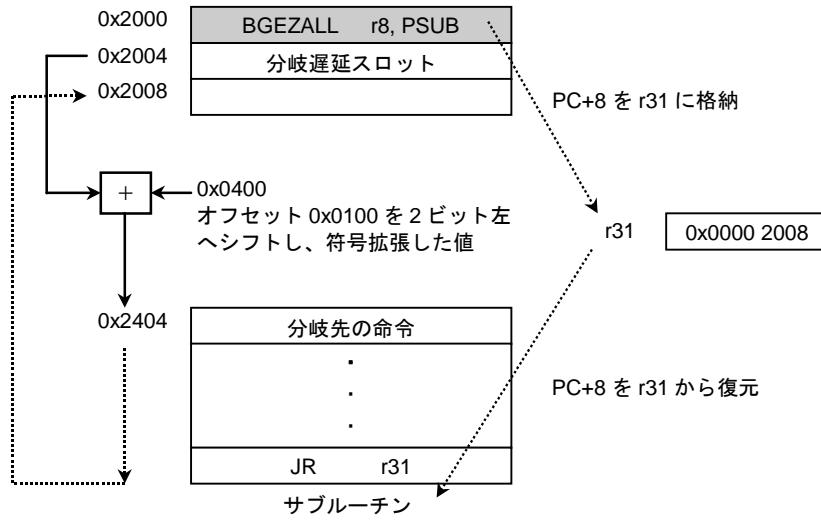 0x2000
BGEZALL r8, PSUB
0x2004
分岐遅延スロット
0x2008
PC+8 を r31 に格納
+
0x0400
オフセット 0x0100 を 2 ビット左
へシフトし、符号拡張した値
r31
0x0000 2008
0x2404
分岐先の命令
.
.
.
PC+8 を r31 から復元
JR r31
サブルーチン